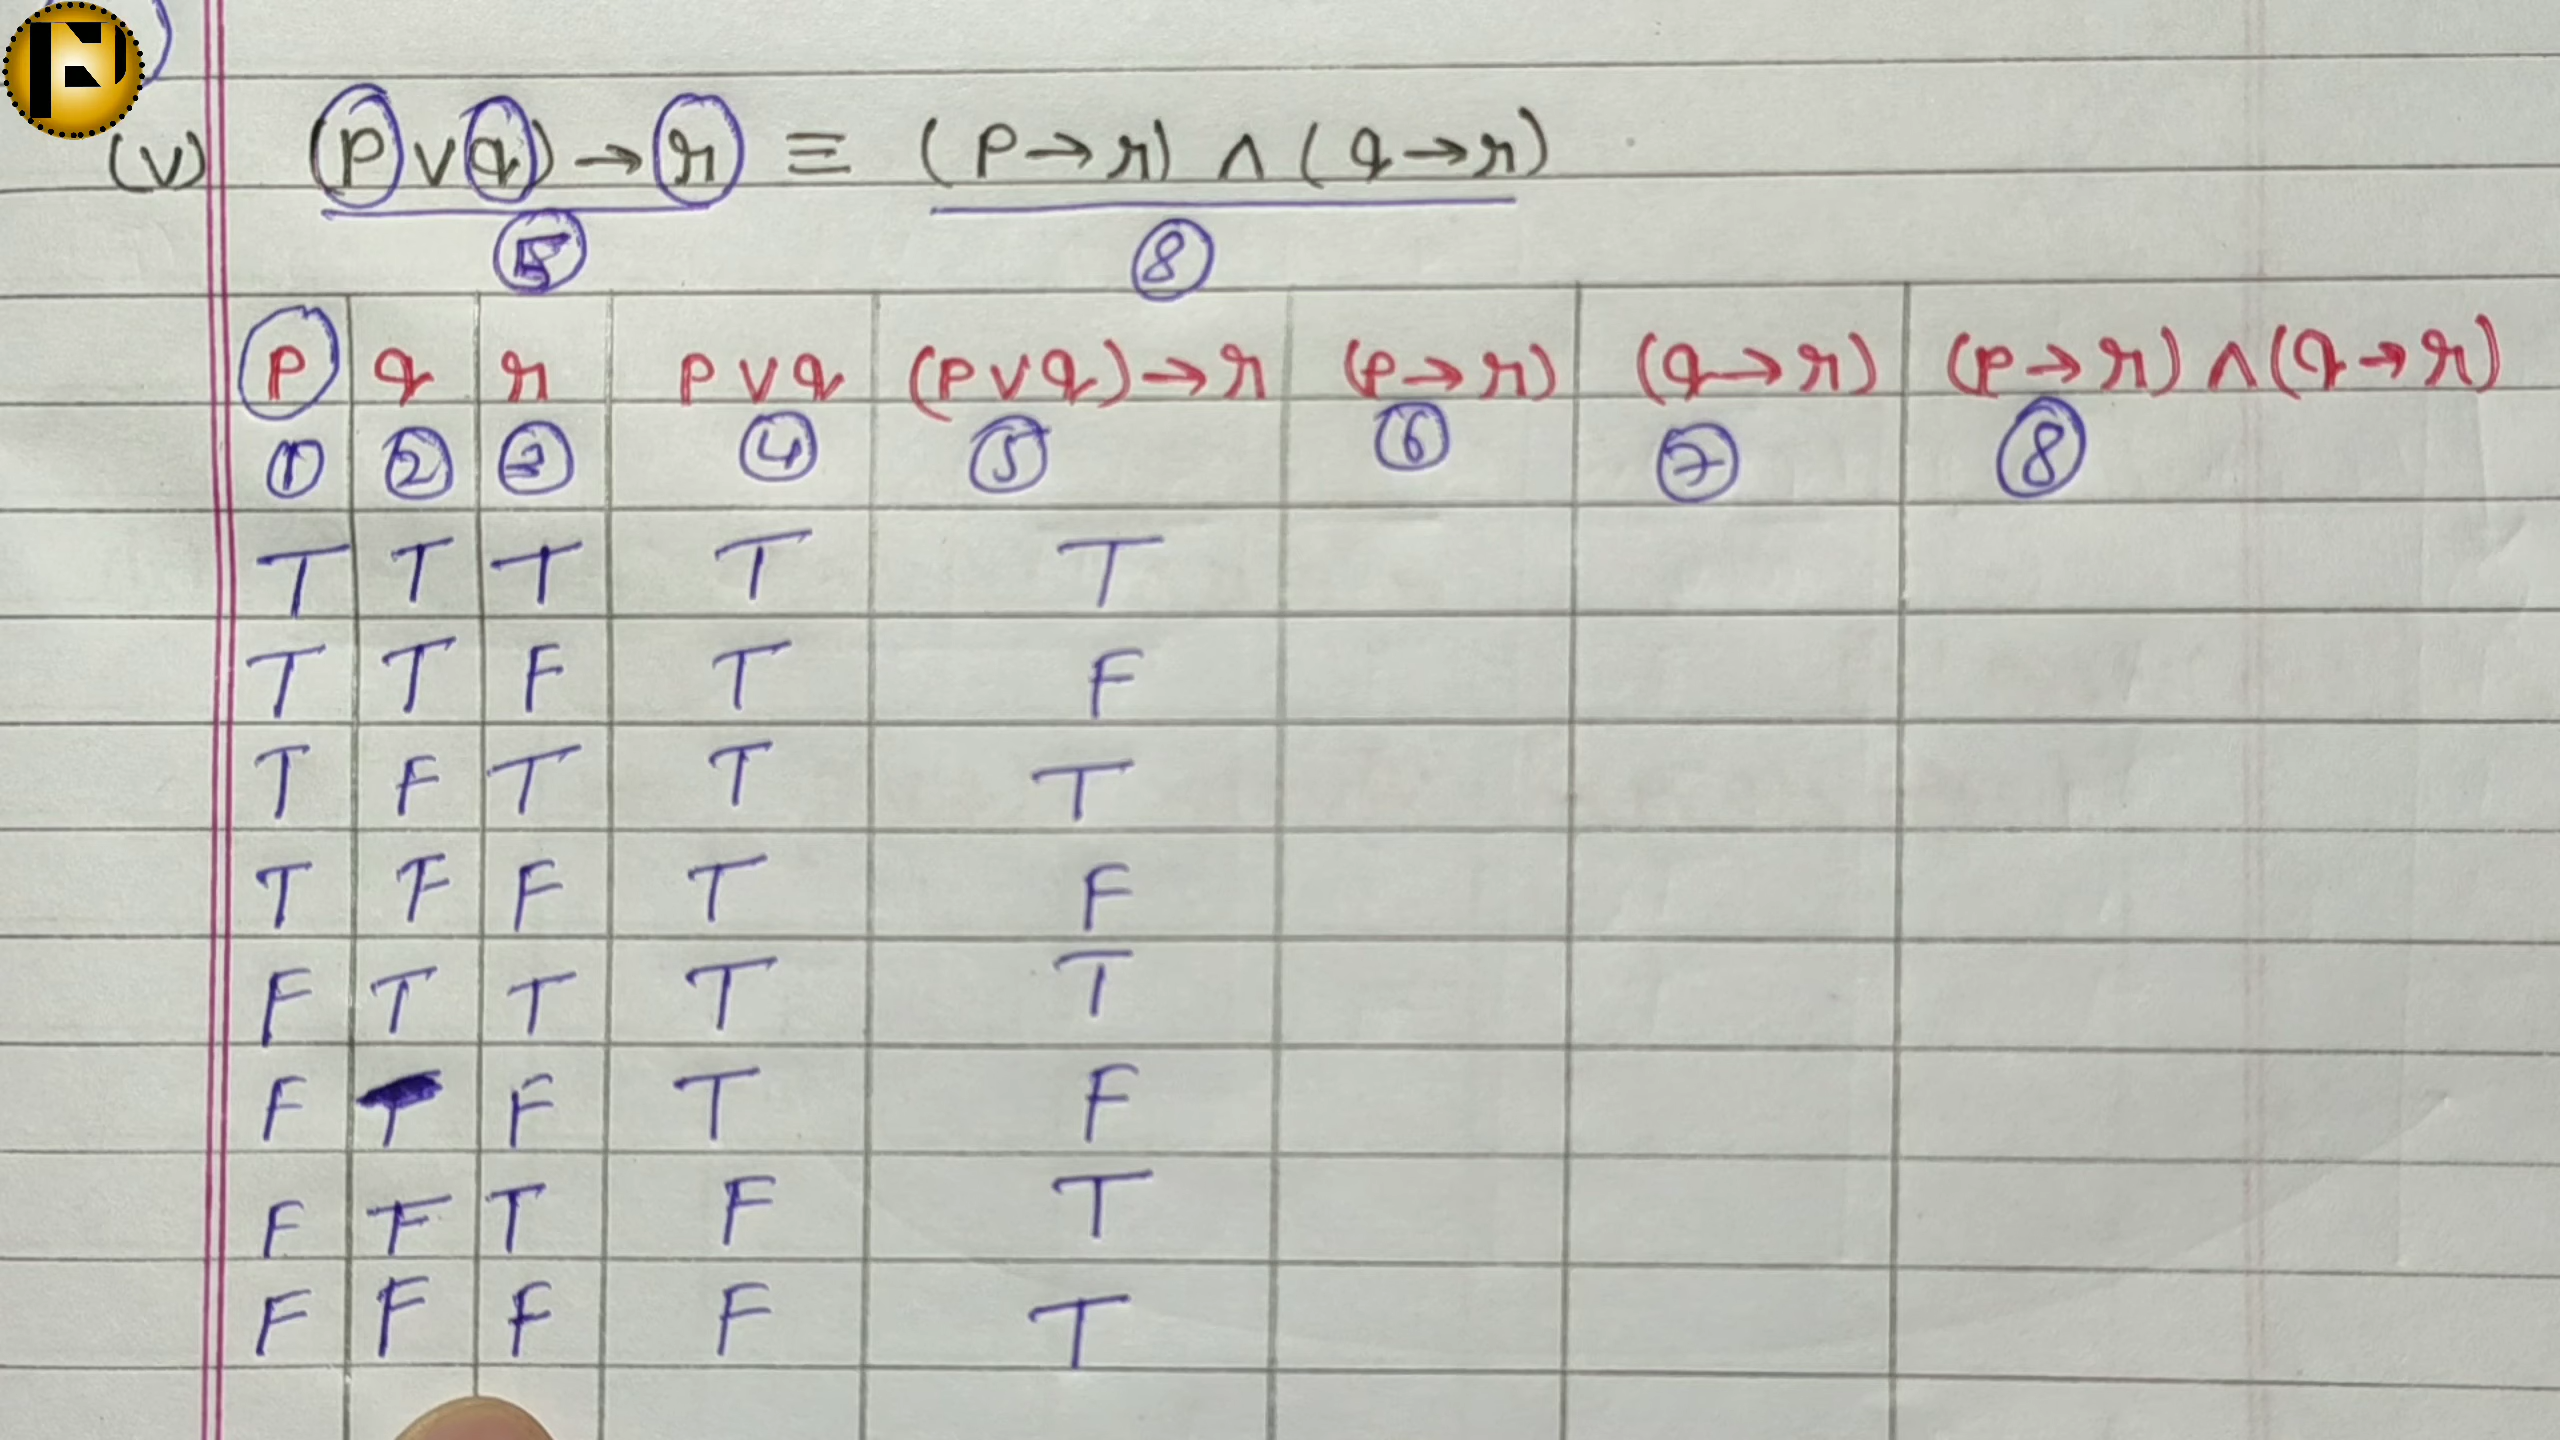 (v) (p∨q)→r ≡ (p→r) ∧ (q→r)
5 8
p q r p∨q (p∨q)→r (p→r) (q→r) (p→r)∧(q→r)
1 2 3 4 5 6 7 8
T T T T T
T T F T F
T F T T T
T F F T F
F T T T T
F T F T F
F F T F T
F F F F T